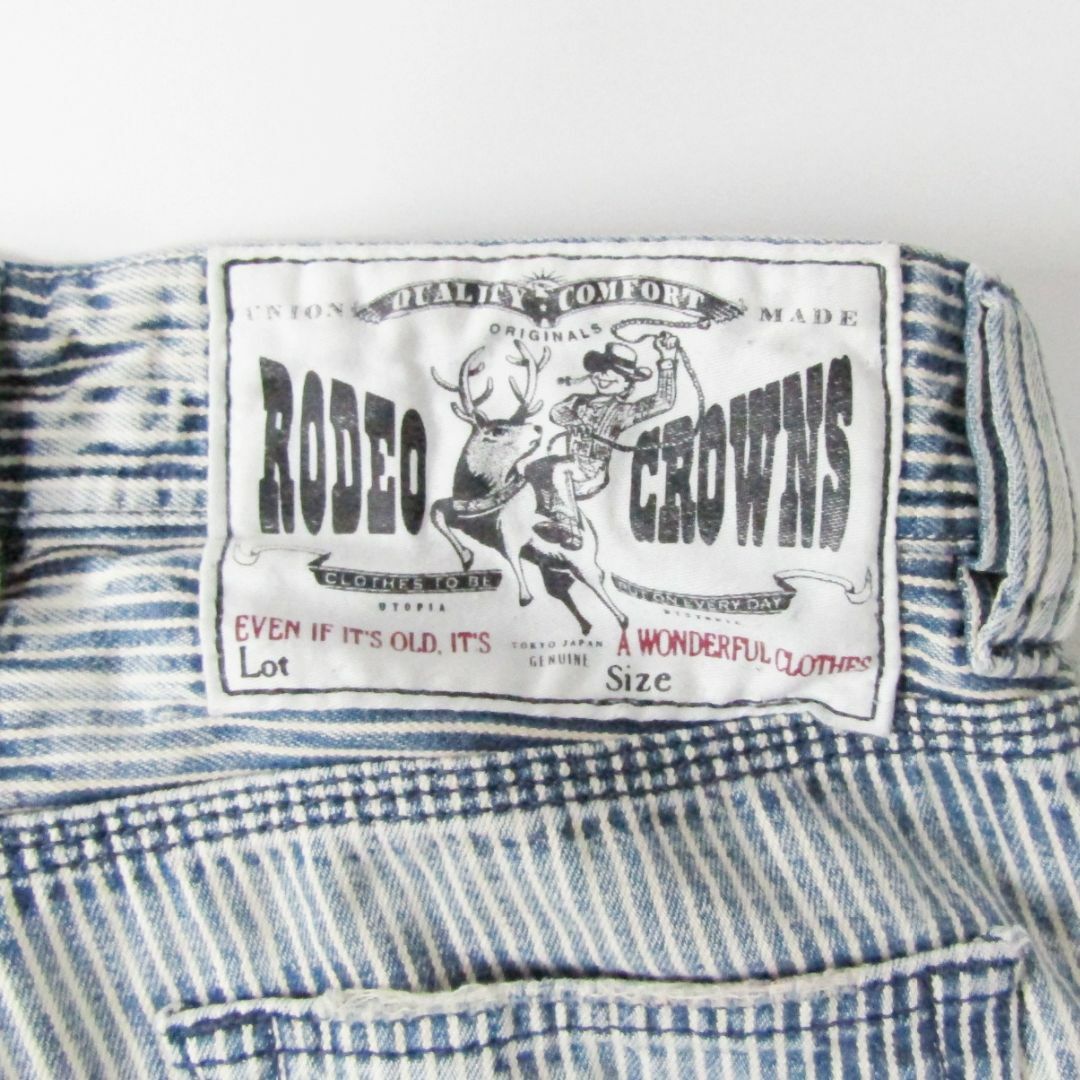 QUALITY COMFORT
UNION MADE
ORIGINALS
RODEO CROWNS
CLOTHES TO BE PUT ON EVERY DAY
UTOPIA
EVEN IF IT'S OLD, IT'S A WONDERFUL CLOTHES
TOKYO JAPAN
GENUINE
Lot Size